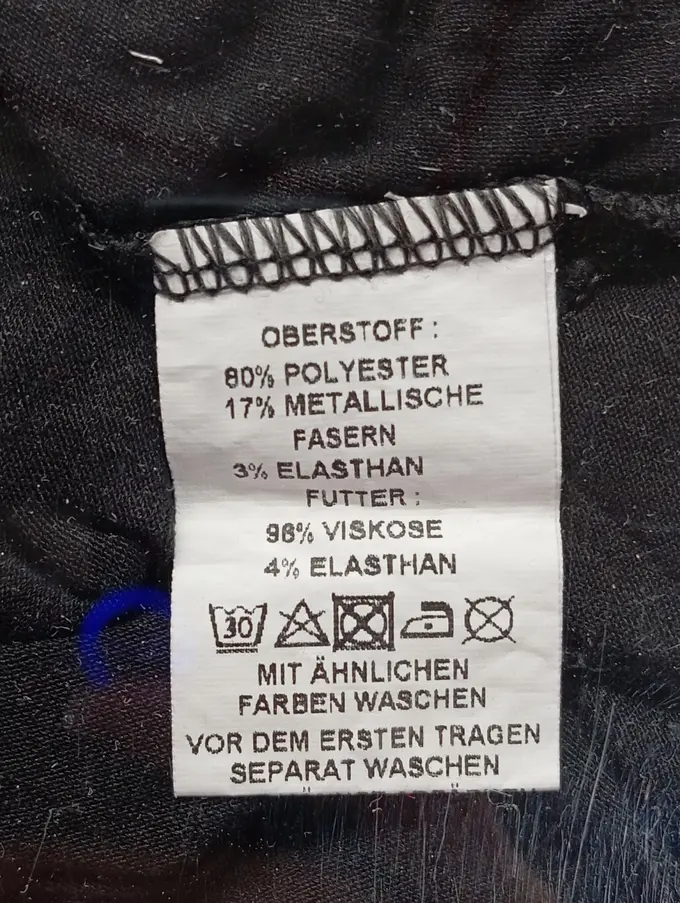 OBERSTOFF :
80% POLYESTER
17% METALLISCHE
FASERN
3% ELASTHAN
FUTTER :
96% VISKOSE
4% ELASTHAN
30
MIT ÄHNLICHEN
FARBEN WASCHEN
VOR DEM ERSTEN TRAGEN
SEPARAT WASCHEN